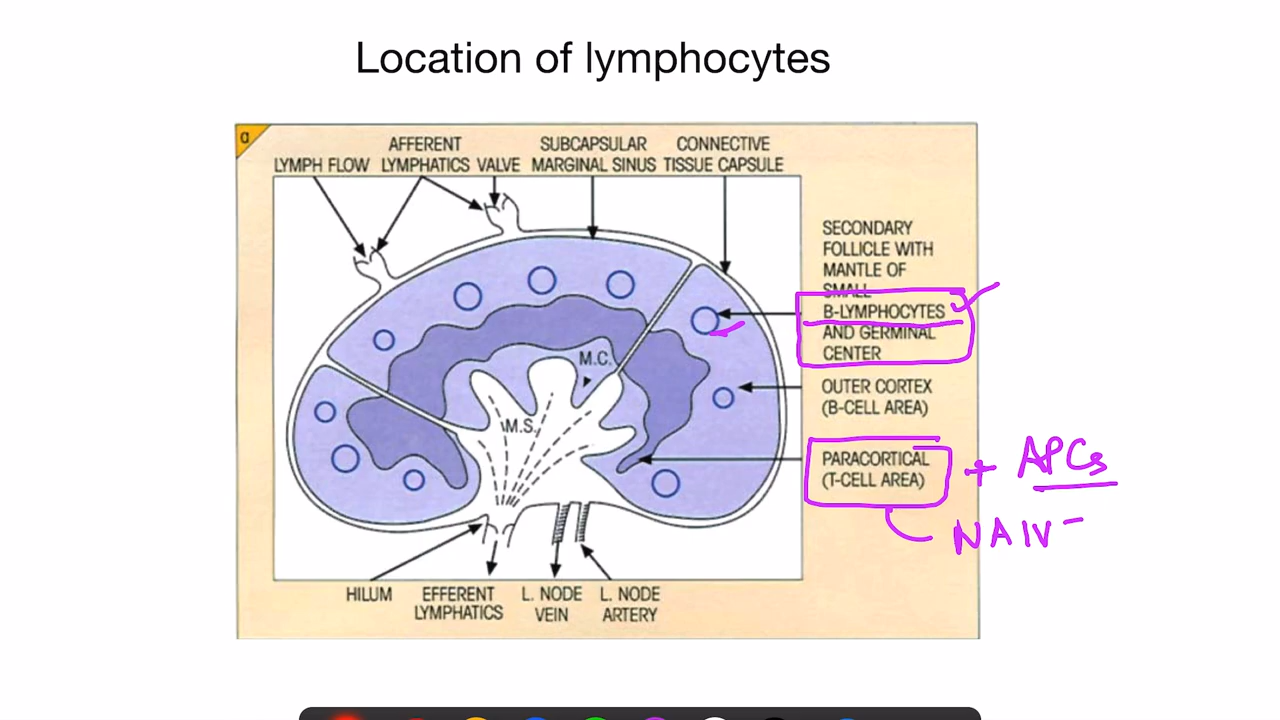 Location of lymphocytes
a
AFFERENT SUBCAPSULAR CONNECTIVE
LYMPH FLOW LYMPHATICS VALVE MARGINAL SINUS TISSUE CAPSULE
SECONDARY
FOLLICLE WITH
MANTLE OF
SMALL
B-LYMPHOCYTES
AND GERMINAL
CENTER
M.C.
OUTER CORTEX
(B-CELL AREA)
M.S.
PARACORTICAL
(T-CELL AREA)
+ APCs
NAIV
HILUM EFFERENT L. NODE L. NODE
LYMPHATICS VEIN ARTERY